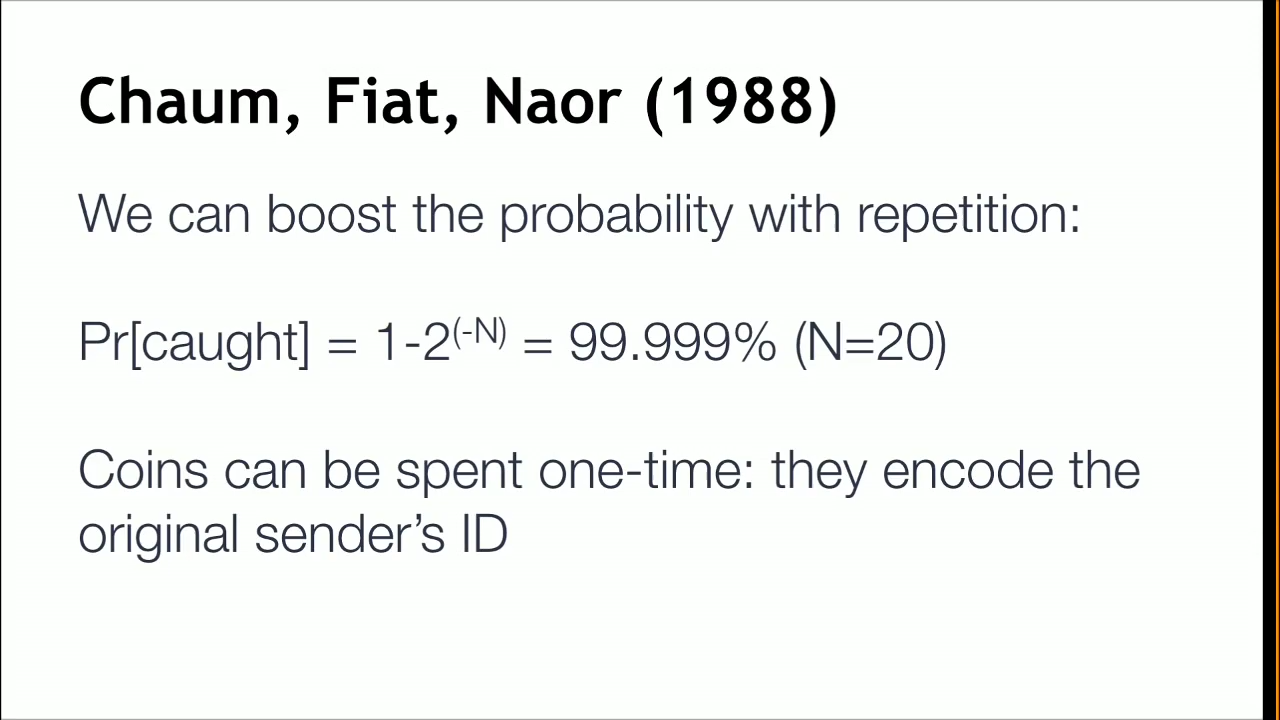 Chaum, Fiat, Naor (1988)
We can boost the probability with repetition:
Pr[caught] = 1-2^(-N) = 99.999% (N=20)
Coins can be spent one-time: they encode the
original sender’s ID